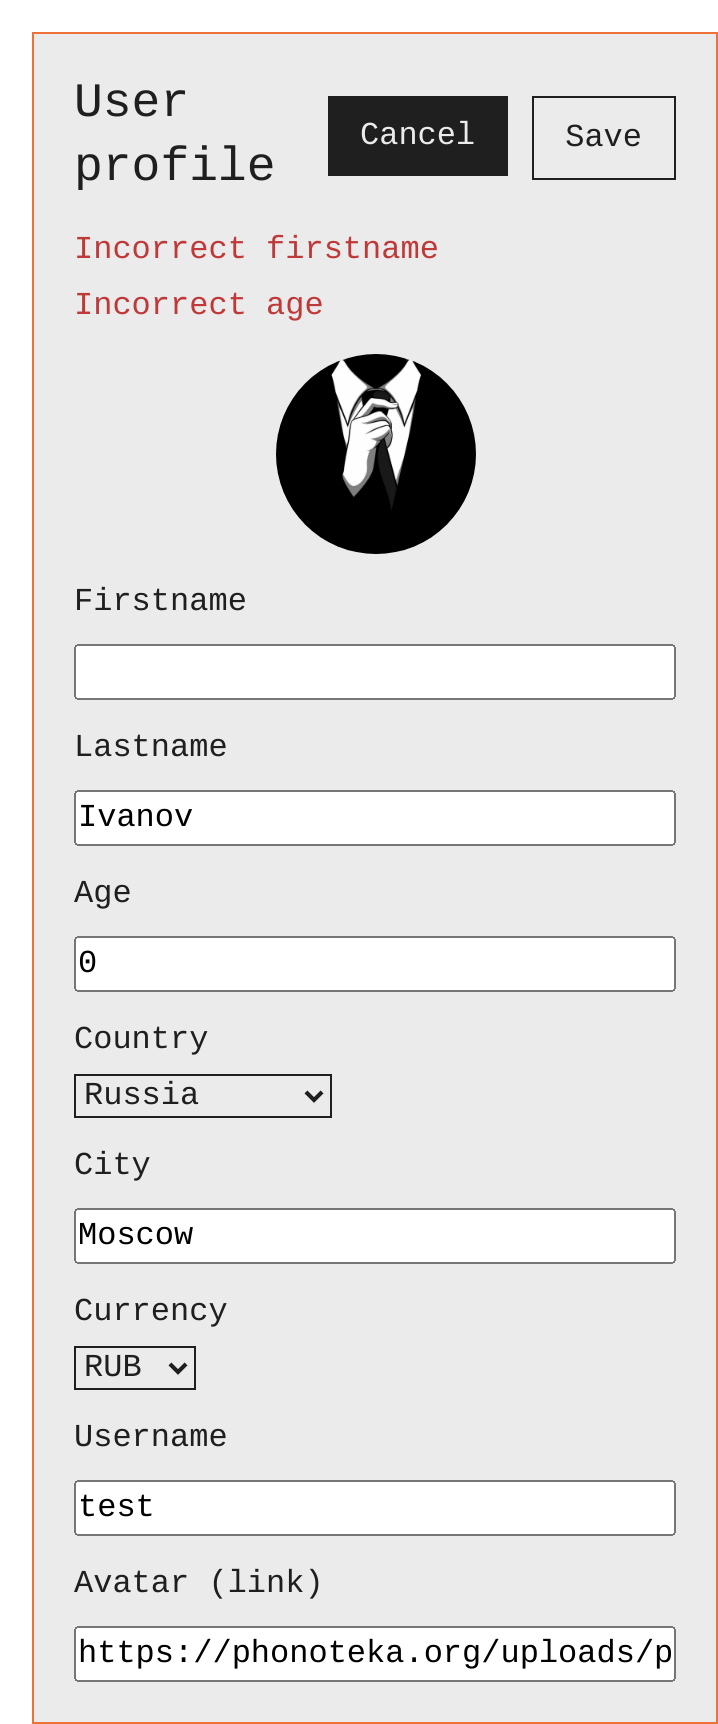 User
profile
Cancel
Save
Incorrect firstname
Incorrect age
Firstname
Lastname
Ivanov
Age
0
Country
Russia
City
Moscow
Currency
RUB
Username
test
Avatar (link)
https://phonoteka.org/uploads/p